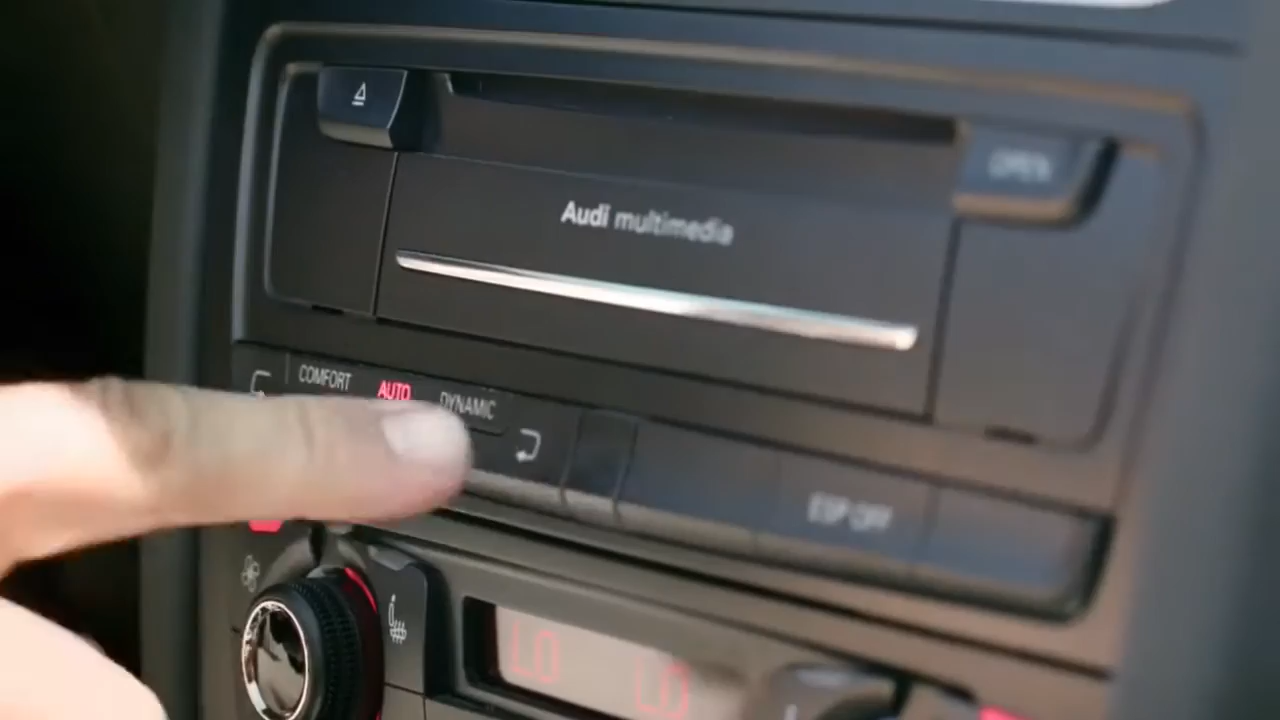 OPEN
Audi multimedia
COMFORT AUTO DYNAMIC
ESP OFF
LO LO